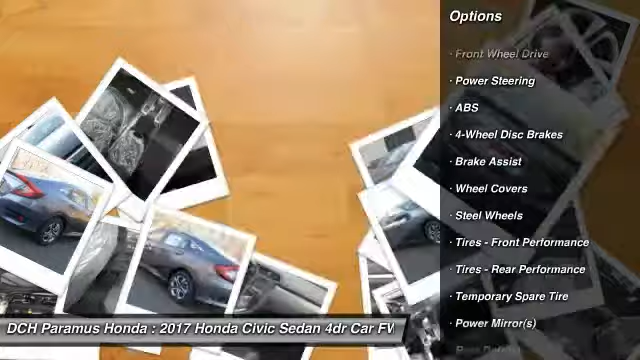 Options
· Front Wheel Drive
· Power Steering
· ABS
· 4-Wheel Disc Brakes
· Brake Assist
· Wheel Covers
· Steel Wheels
· Tires - Front Performance
· Tires - Rear Performance
· Temporary Spare Tire
· Power Mirror(s)
DCH Paramus Honda : 2017 Honda Civic Sedan 4dr Car FV